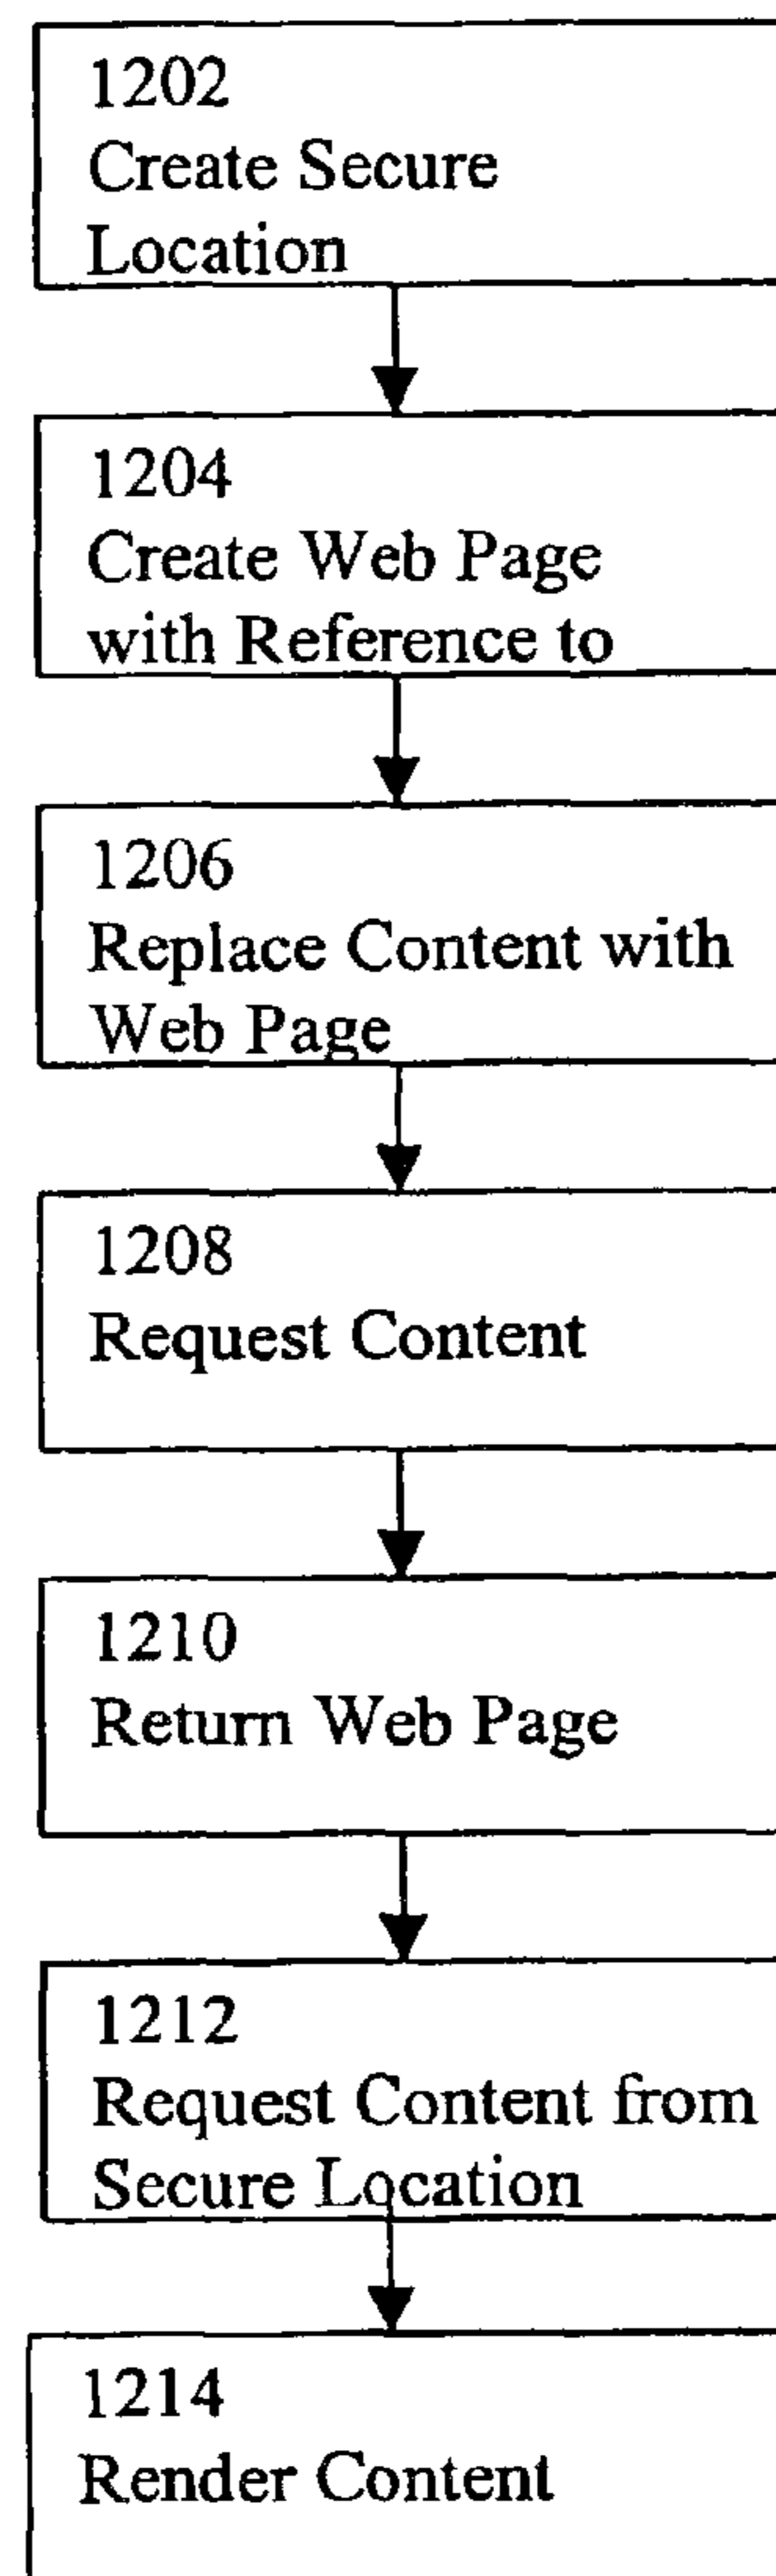 1202
Create Secure
Location
1204
Create Web Page
with Reference to
1206
Replace Content with
Web Page
1208
Request Content
1210
Return Web Page
1212
Request Content from
Secure Location
1214
Render Content